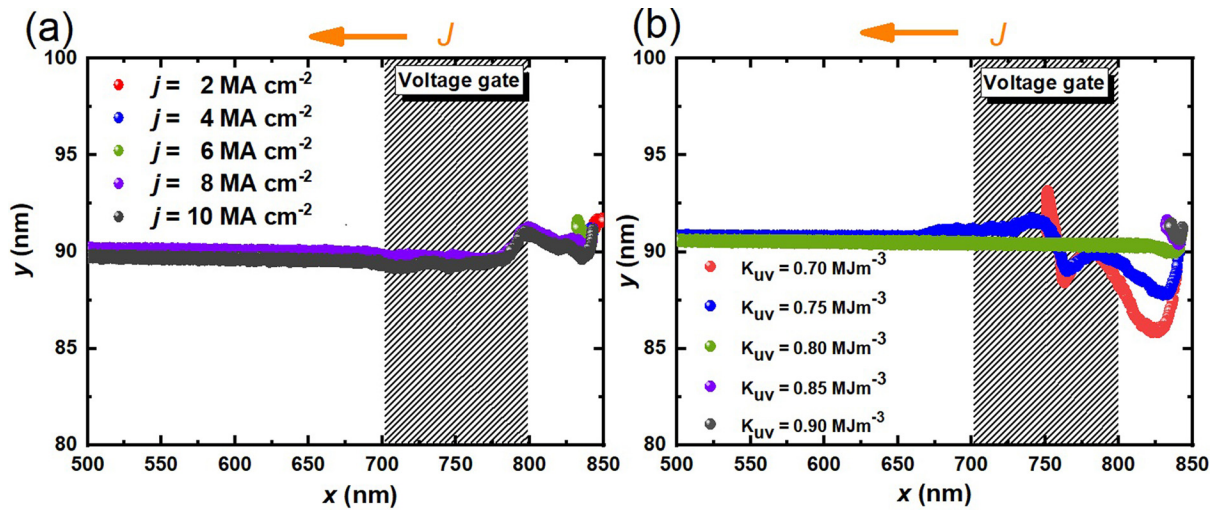 (a)
J
100
95
90
85
80
y (nm)
j = 2 MA cm-2
j = 4 MA cm-2
j = 6 MA cm-2
j = 8 MA cm-2
j = 10 MA cm-2
Voltage gate
500 550 600 650 700 750 800 850
x (nm)
(b)
J
100
95
90
85
80
y (nm)
Voltage gate
Kuv = 0.70 MJm-3
Kuv = 0.75 MJm-3
Kuv = 0.80 MJm-3
Kuv = 0.85 MJm-3
Kuv = 0.90 MJm-3
500 550 600 650 700 750 800 850
x (nm)